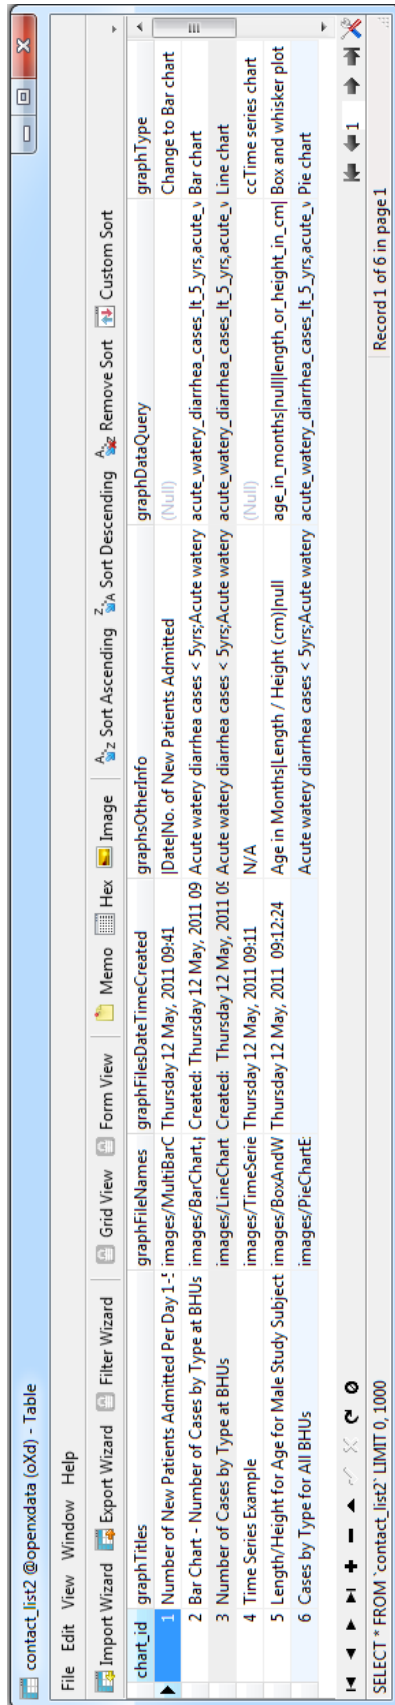 contact_list2 @openxdata (oXd) - Table
File Edit View Window Help
Import Wizard Export Wizard Filter Wizard Grid View Form View Memo Hex Image Sort Ascending Sort Descending Remove Sort Custom Sort
chart_id graphTitles graphFileNames graphFilesDateTimeCreated graphsOtherInfo graphDataQuery graphType
1 Number of New Patients Admitted Per Day 1-5 images/MultiBarC Thursday 12 May, 2011 09:41 |Date|No. of New Patients Admitted (Null) Change to Bar chart
2 Bar Chart - Number of Cases by Type at BHUs images/BarChart. Created: Thursday 12 May, 2011 09 Acute watery diarrhea cases < 5yrs;Acute watery acute_watery_diarrhea_cases_lt_5_yrs,acute_v Bar chart
3 Number of Cases by Type at BHUs images/LineChart Created: Thursday 12 May, 2011 09 Acute watery diarrhea cases < 5yrs;Acute watery acute_watery_diarrhea_cases_lt_5_yrs,acute_v Line chart
4 Time Series Example images/TimeSerie Thursday 12 May, 2011 09:11 N/A (Null) ccTime series chart
5 Length/Height for Age for Male Study Subject images/BoxAndW Thursday 12 May, 2011 09:12:24 Age in Months|Length / Height (cm)|null age_in_months|null|length_or_height_in_cm| Box and whisker plot
6 Cases by Type for All BHUs images/PieChartE Acute watery diarrhea cases < 5yrs;Acute watery acute_watery_diarrhea_cases_lt_5_yrs,acute_v Pie chart
1
SELECT * FROM `contact_list2` LIMIT 0, 1000 Record 1 of 6 in page 1